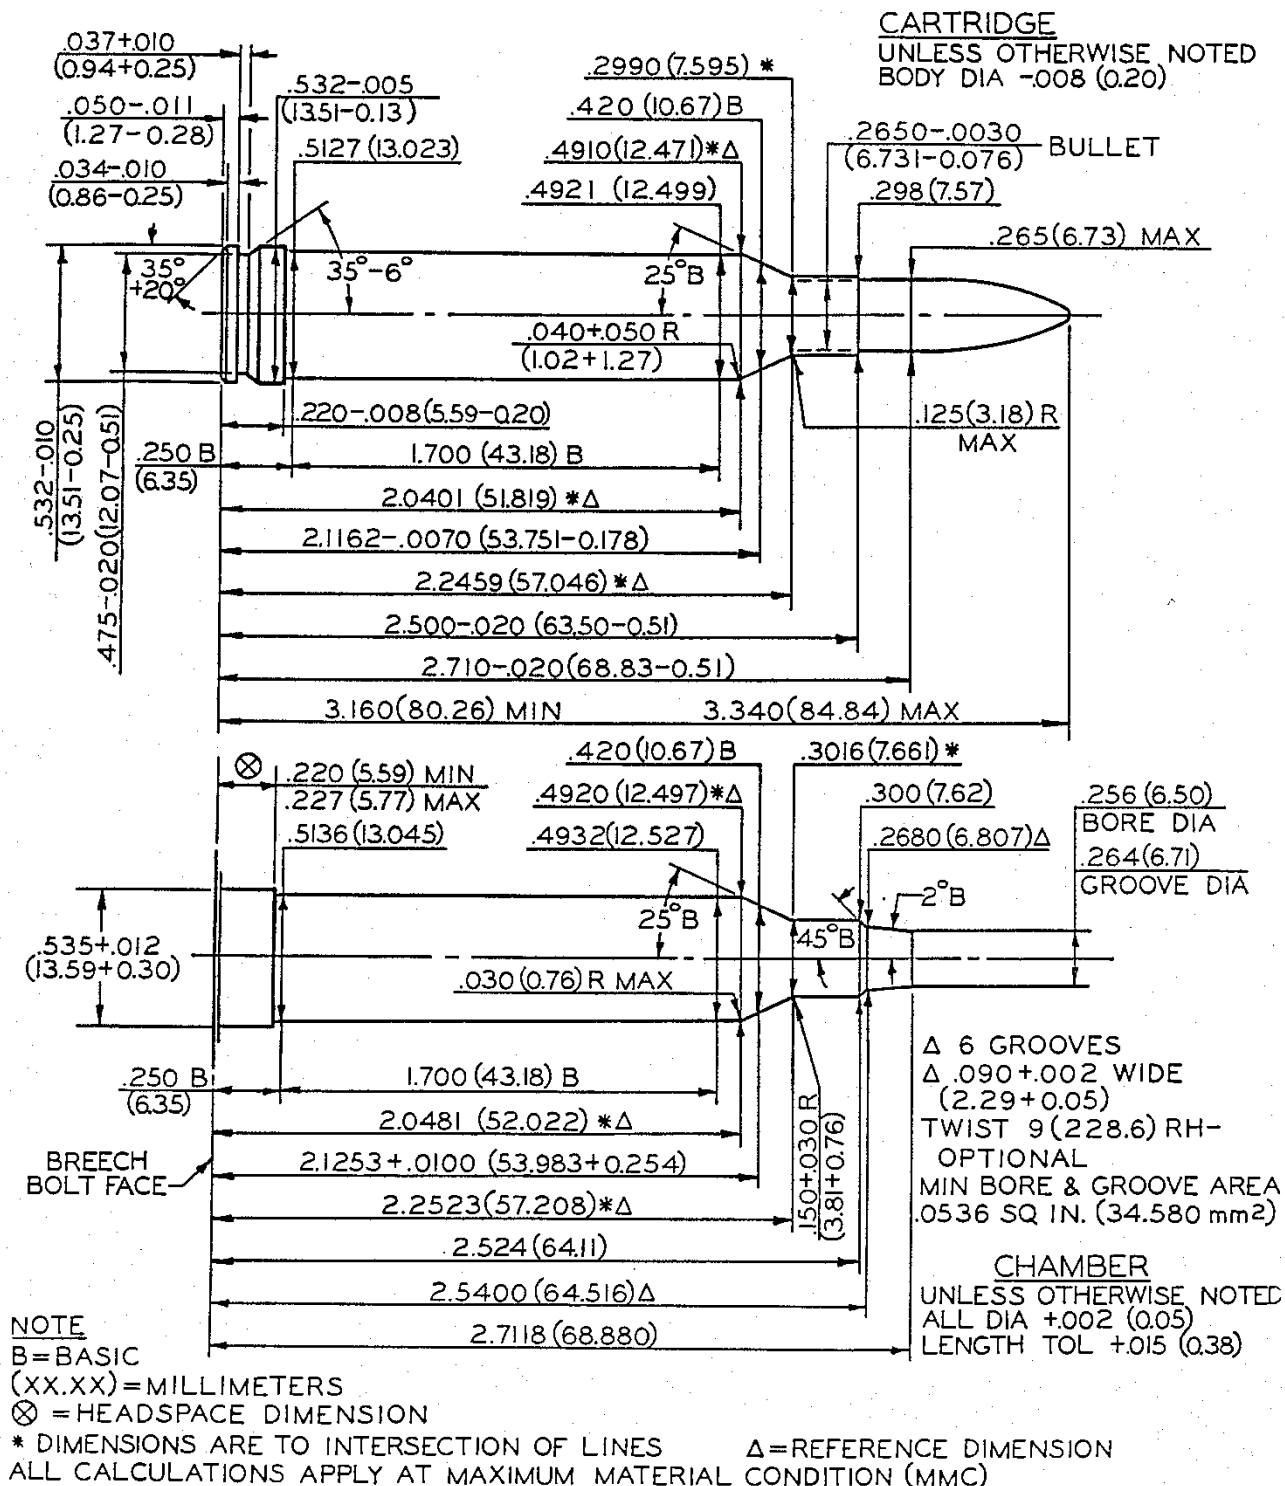 CARTRIDGE
UNLESS OTHERWISE NOTED
BODY DIA -.008 (0.20)
.037+.010
(0.94+0.25)
.050-.011
(1.27-0.28)
.034-.010
(0.86-0.25)
.532-.005
(13.51-0.13)
.5127 (13.023)
.2990 (7.595) *
.420 (10.67) B
.4910 (12.471)*Δ
.4921 (12.499)
.2650-.0030
(6.731-0.076)
BULLET
.298 (7.57)
.265 (6.73) MAX
35°
+20°
35°-6°
25°B
.040+.050 R
(1.02+1.27)
.125 (3.18) R
MAX
.532-.010
(13.51-0.25)
.475-.020 (12.07-0.51)
.220-.008 (5.59-0.20)
.250 B
(6.35)
1.700 (43.18) B
2.0401 (51.819) *Δ
2.1162-.0070 (53.751-0.178)
2.2459 (57.046) *Δ
2.500-.020 (63.50-0.51)
2.710-.020 (68.83-0.51)
3.160 (80.26) MIN 3.340 (84.84) MAX
⊗
.220 (5.59) MIN
.227 (5.77) MAX
.5136 (13.045)
.420 (10.67) B
.4920 (12.497)*Δ
.4932 (12.527)
.3016 (7.661) *
.300 (7.62)
.2680 (6.807) Δ
.256 (6.50)
BORE DIA
.264 (6.71)
GROOVE DIA
25°B
45°B
2°B
.535+.012
(13.59+0.30)
.030 (0.76) R MAX
.150+.030 R
(3.81+0.76)
.250 B
(6.35)
1.700 (43.18) B
2.0481 (52.022) *Δ
2.1253+.0100 (53.983+0.254)
2.2523 (57.208)*Δ
2.524 (64.11)
2.5400 (64.516) Δ
2.7118 (68.880)
BREECH
BOLT FACE
Δ 6 GROOVES
Δ .090+.002 WIDE
(2.29+0.05)
TWIST 9 (228.6) RH-
OPTIONAL
MIN BORE & GROOVE AREA
.0536 SQ IN. (34.580 mm2)
CHAMBER
UNLESS OTHERWISE NOTED
ALL DIA +.002 (0.05)
LENGTH TOL +.015 (0.38)
NOTE
B=BASIC
(XX.XX)=MILLIMETERS
⊗ =HEADSPACE DIMENSION
* DIMENSIONS ARE TO INTERSECTION OF LINES Δ=REFERENCE DIMENSION
ALL CALCULATIONS APPLY AT MAXIMUM MATERIAL CONDITION (MMC)